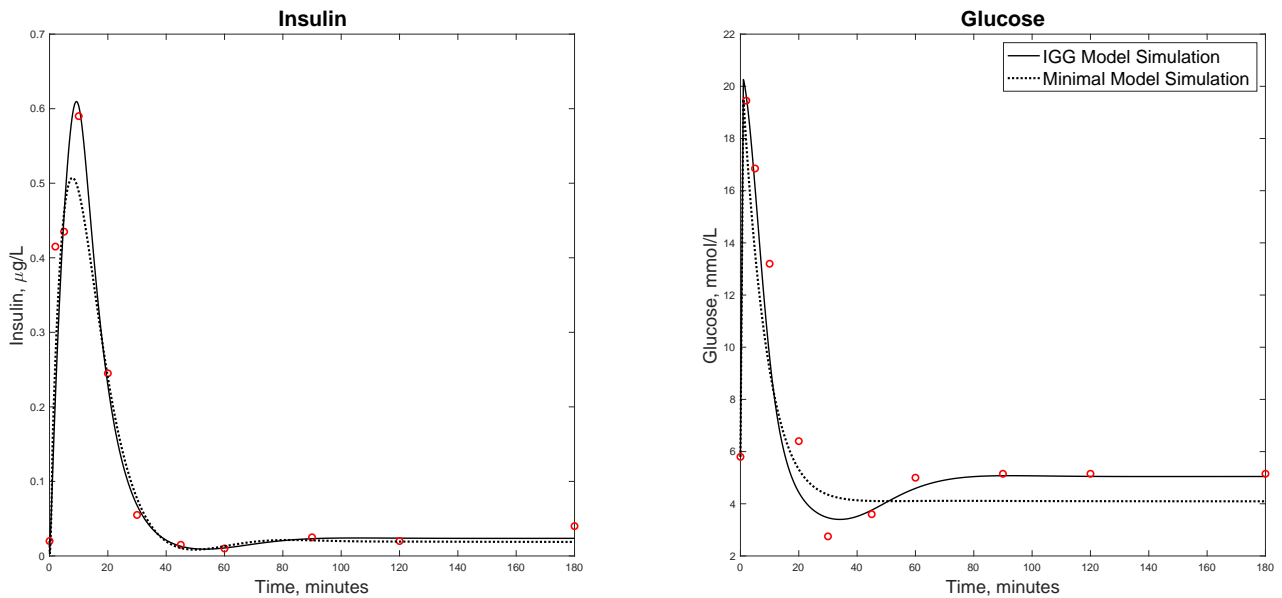 Insulin
0.7
0.6
0.5
0.4
0.3
0.2
0.1
0
Insulin, μg/L
0 20 40 60 80 100 120 140 160 180
Time, minutes
Glucose
22
20
18
16
14
12
10
8
6
4
2
Glucose, mmol/L
IGG Model Simulation
Minimal Model Simulation
0 20 40 60 80 100 120 140 160 180
Time, minutes